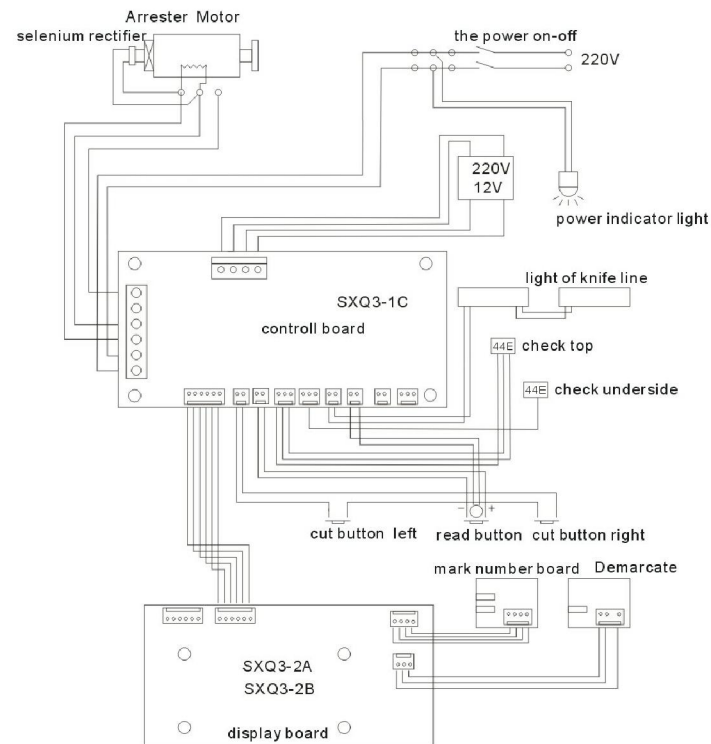 Arrester Motor
selenium rectifier
the power on-off
220V
220V
12V
power indicator light
light of knife line
SXQ3-1C
controll board
44E check top
44E check underside
- +
cut button left read button cut button right
mark number board Demarcate
SXQ3-2A
SXQ3-2B
display board